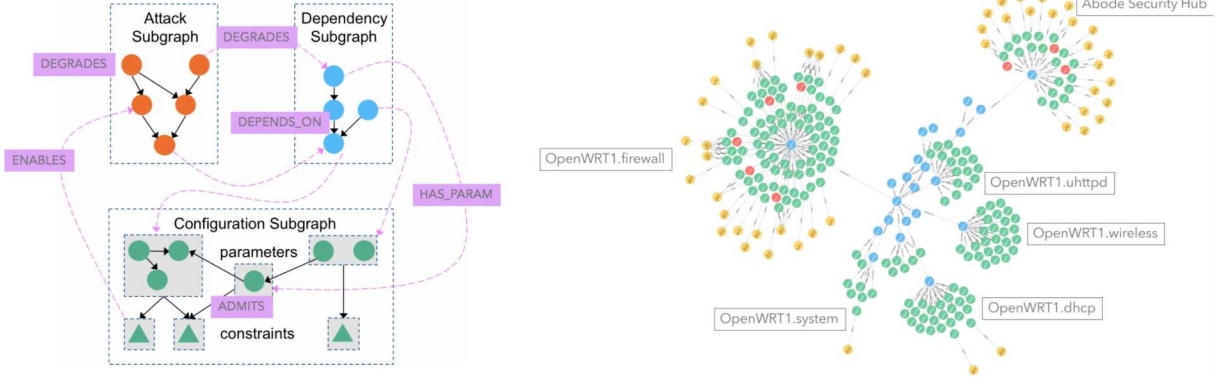 Attack
Subgraph
DEGRADES
Dependency
Subgraph
DEGRADES
DEPENDS_ON
ENABLES
HAS_PARAM
Configuration Subgraph
parameters
ADMITS
constraints
Abode Security Hub
OpenWRT1.firewall
OpenWRT1.uhttpd
OpenWRT1.wireless
OpenWRT1.dhcp
OpenWRT1.system